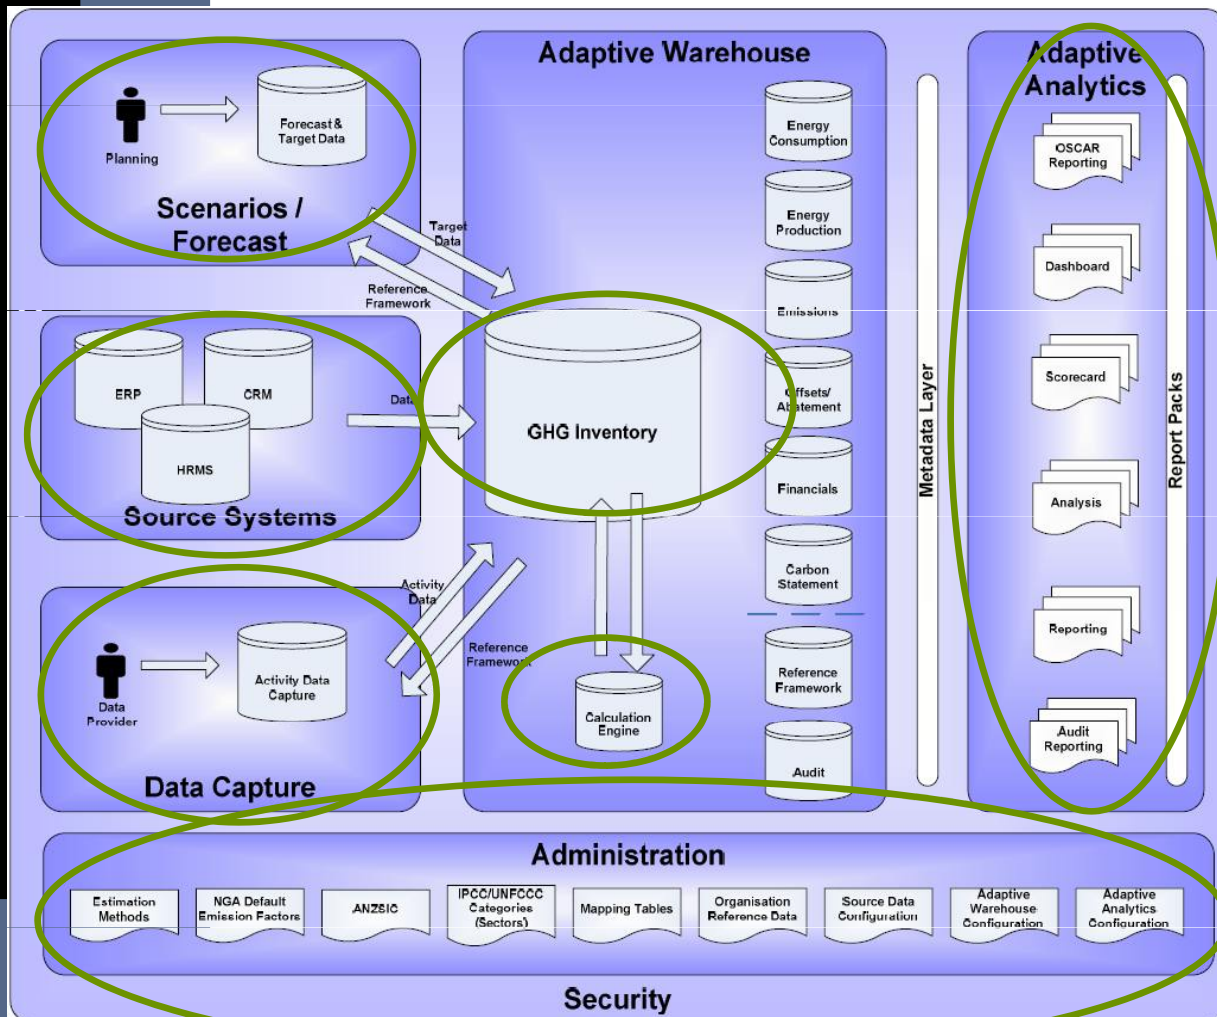 Scenarios /
Forecast
Planning
Forecast &
Target Data
Target
Data
Reference
Framework
Source Systems
ERP
CRM
HRMS
Data
Data Capture
Data
Provider
Activity Data
Capture
Activity
Data
Reference
Framework
Adaptive Warehouse
GHG Inventory
Calculation
Engine
Energy
Consumption
Energy
Production
Emissions
Offsets/
Abatement
Financials
Carbon
Statement
Reference
Framework
Audit
Metadata Layer
Adaptive
Analytics
OSCAR
Reporting
Dashboard
Scorecard
Analysis
Reporting
Audit
Reporting
Report Packs
Administration
Estimation
Methods
NGA Default
Emission Factors
ANZSIC
IPCC/UNFCCC
Categories
(Sectors)
Mapping Tables
Organisation
Reference Data
Source Data
Configuration
Adaptive
Warehouse
Configuration
Adaptive
Analytics
Configuration
Security